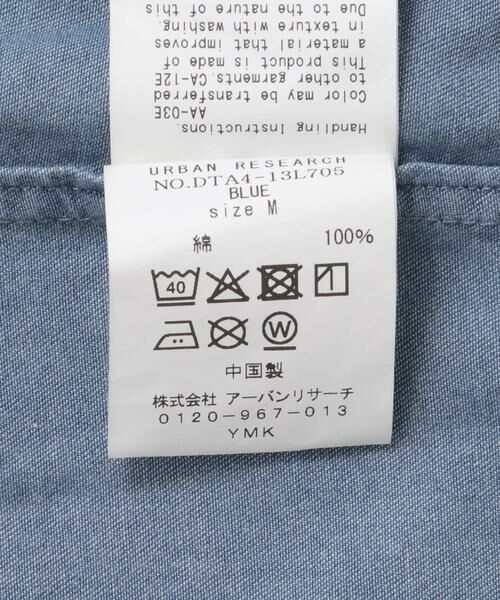 Handling Instructions.
AA-03E
Color may be transferred
to other garments. CA-12E
This product is made of
a material that improves
in texture with washing.
Due to the nature of this
URBAN RESEARCH
NO.DTA4-13L705
BLUE
size M
綿 100%
40
W
中国製
株式会社 アーバンリサーチ
0120-967-013
YMK